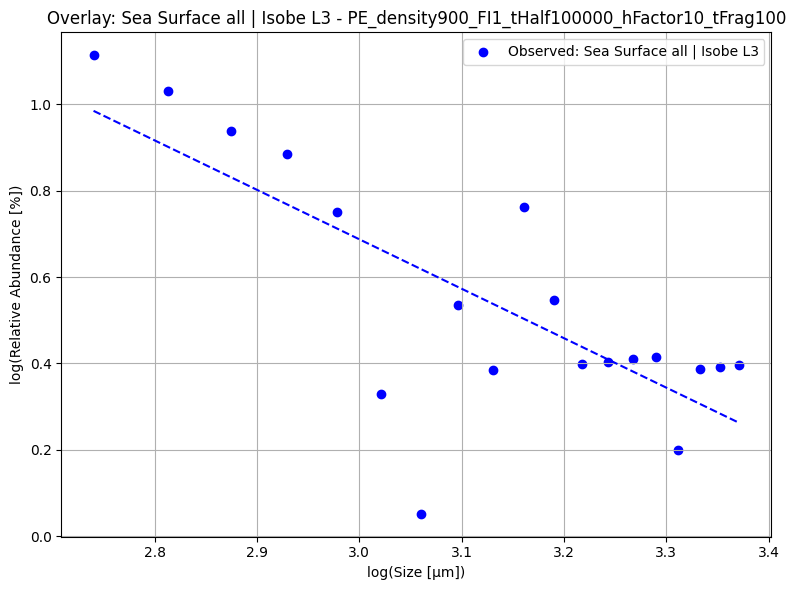 Overlay: Sea Surface all | Isobe L3 - PE_density900_FI1_tHalf100000_hFactor10_tFrag100
Observed: Sea Surface all | Isobe L3
log(Relative Abundance [%])
1.0
0.8
0.6
0.4
0.2
0.0
2.8 2.9 3.0 3.1 3.2 3.3 3.4
log(Size [µm])